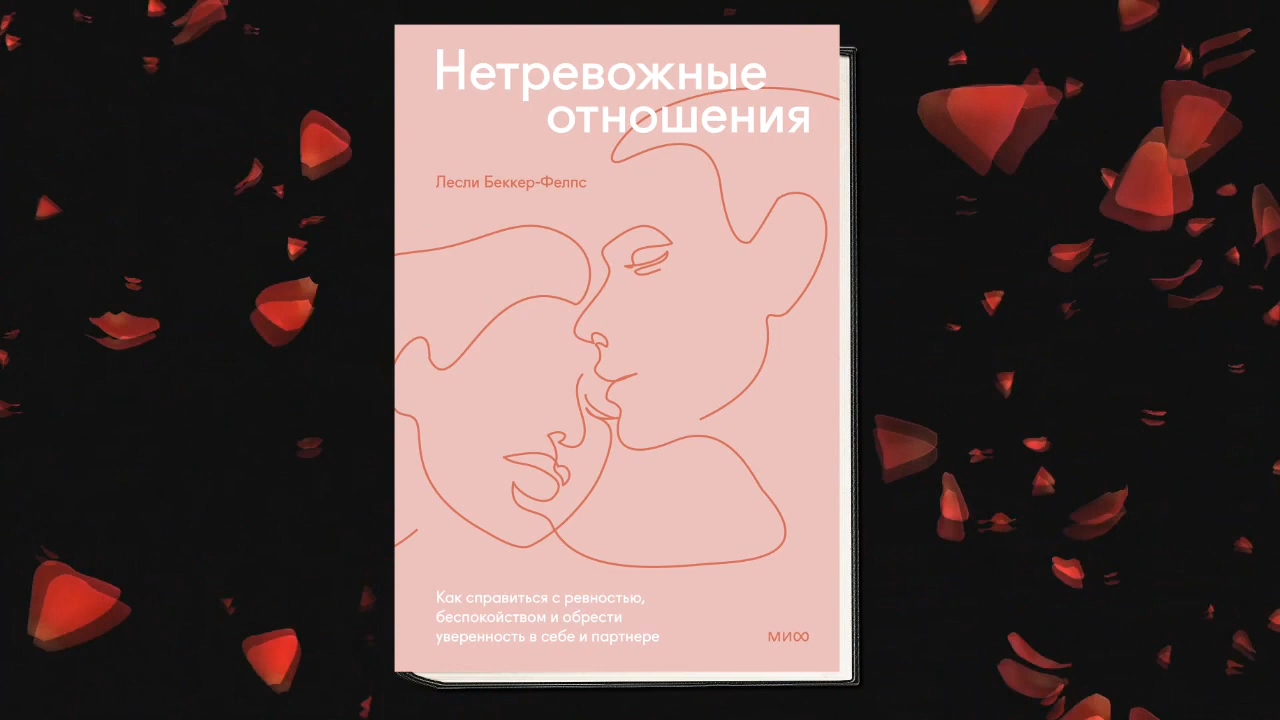 Нетревожные
отношения
Лесли Беккер-Фелпс
Как справиться с ревностью,
беспокойством и обрести
уверенность в себе и партнере
миф